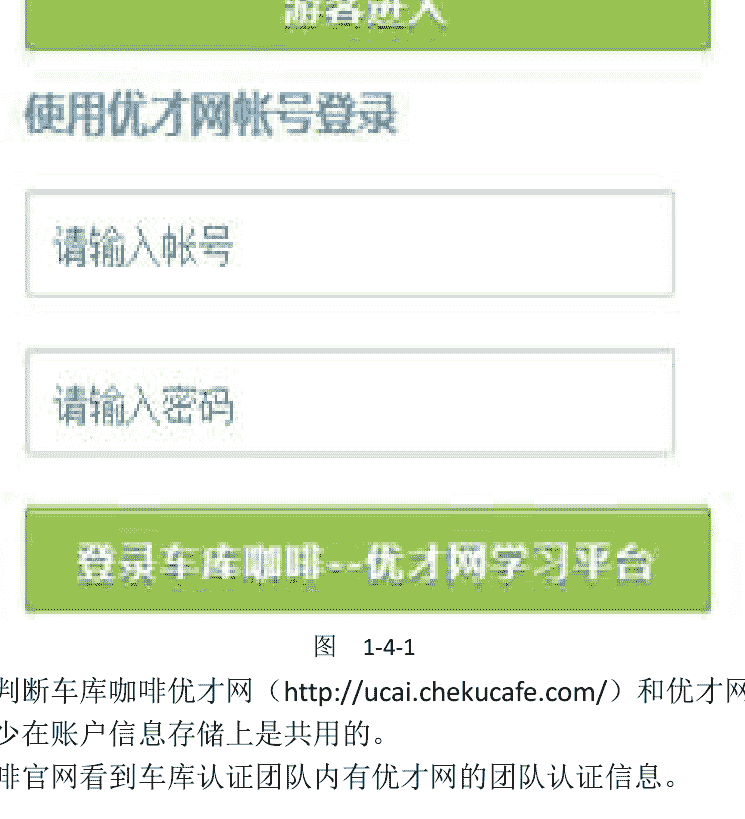 游客进入
使用优才网帐号登录
请输入帐号
请输入密码
登录车库咖啡--优才网学习平台
图 1-4-1
判断车库咖啡优才网（http://ucai.chekucafe.com/）和优才网
少在账户信息存储上是共用的。
啡官网看到车库认证团队内有优才网的团队认证信息。